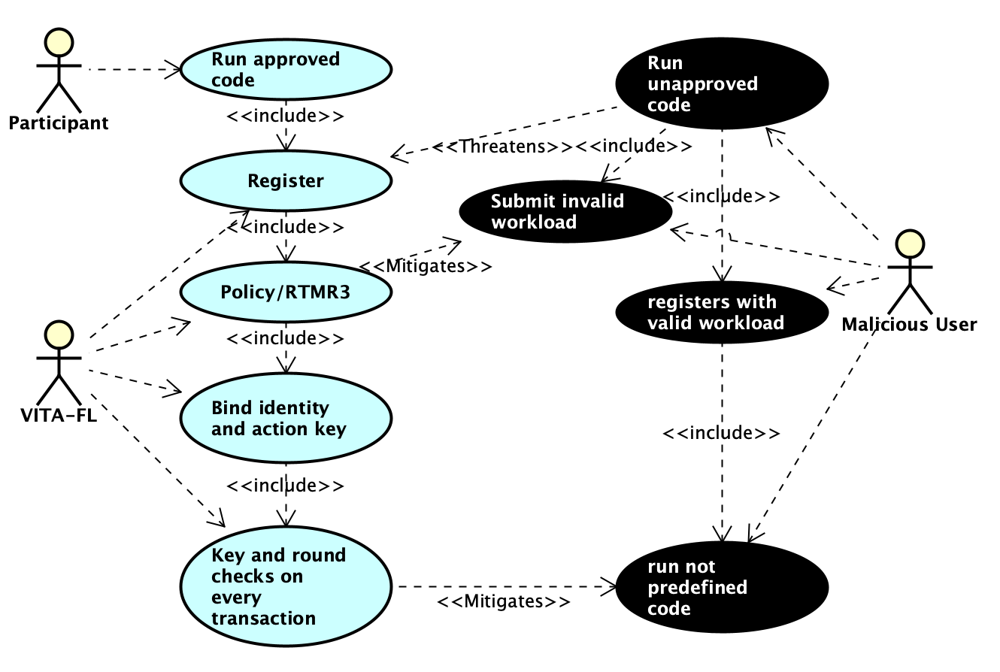 Run approved
code
Run
unapproved
code
Participant
<<include>>
<<Threatens>>
<<include>>
Register
Submit invalid
workload
<<include>>
<<include>>
<<Mitigates>>
Policy/RTMR3
registers with
valid workload
Malicious User
<<include>>
VITA-FL
Bind identity
and action key
<<include>>
<<include>>
Key and round
checks on
every
transaction
run not
predefined
code
<<Mitigates>>